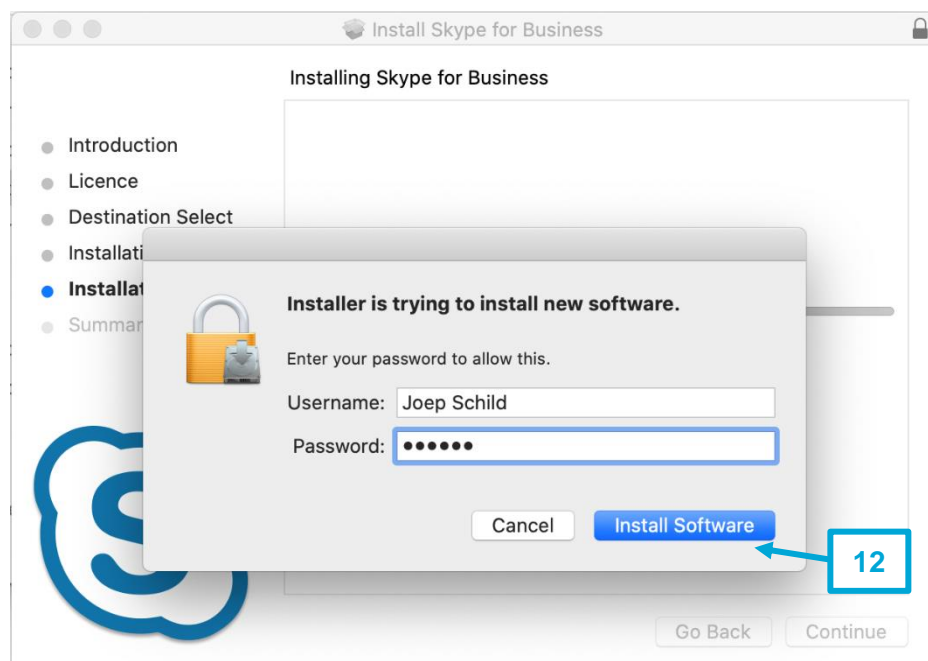 Install Skype for Business
Installing Skype for Business
Introduction
Licence
Destination Select
Installati
Installat
Summar
Installer is trying to install new software.
Enter your password to allow this.
Username: Joep Schild
Password: ••••••
Cancel
Install Software
12
Go Back
Continue